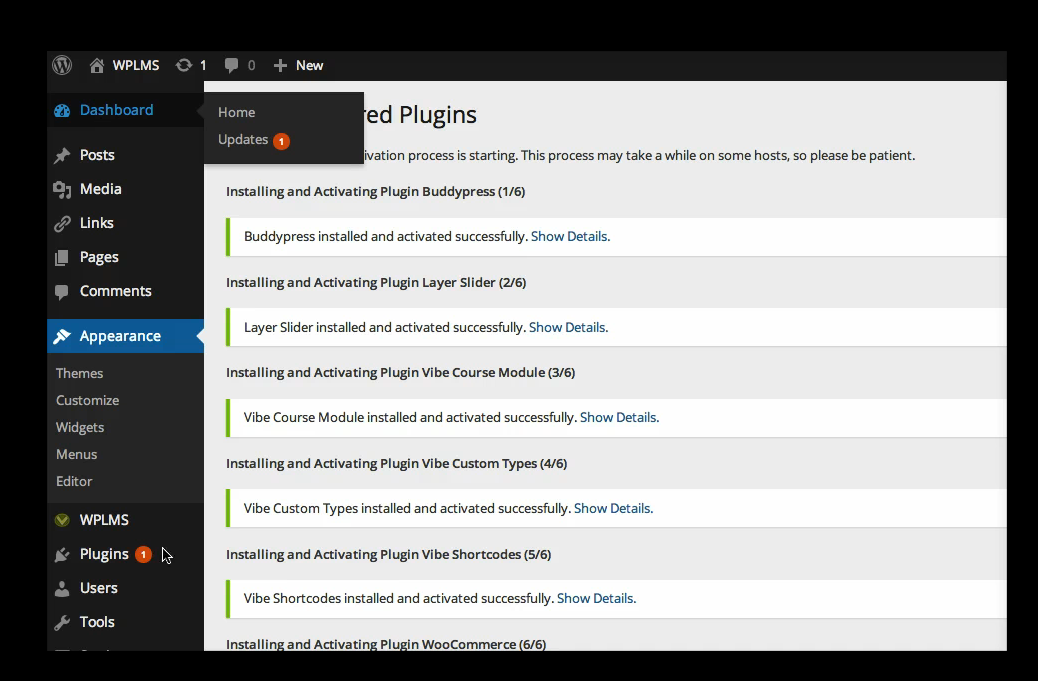 WPLMS 1 0 New
Dashboard
Home
Updates 1
Posts
Media
Links
Pages
Comments
Appearance
Themes
Customize
Widgets
Menus
Editor
WPLMS
Plugins 1
Users
Tools
red Plugins
ivation process is starting. This process may take a while on some hosts, so please be patient.
Installing and Activating Plugin Buddypress (1/6)
Buddypress installed and activated successfully. Show Details.
Installing and Activating Plugin Layer Slider (2/6)
Layer Slider installed and activated successfully. Show Details.
Installing and Activating Plugin Vibe Course Module (3/6)
Vibe Course Module installed and activated successfully. Show Details.
Installing and Activating Plugin Vibe Custom Types (4/6)
Vibe Custom Types installed and activated successfully. Show Details.
Installing and Activating Plugin Vibe Shortcodes (5/6)
Vibe Shortcodes installed and activated successfully. Show Details.
Installing and Activating Plugin WooCommerce (6/6)